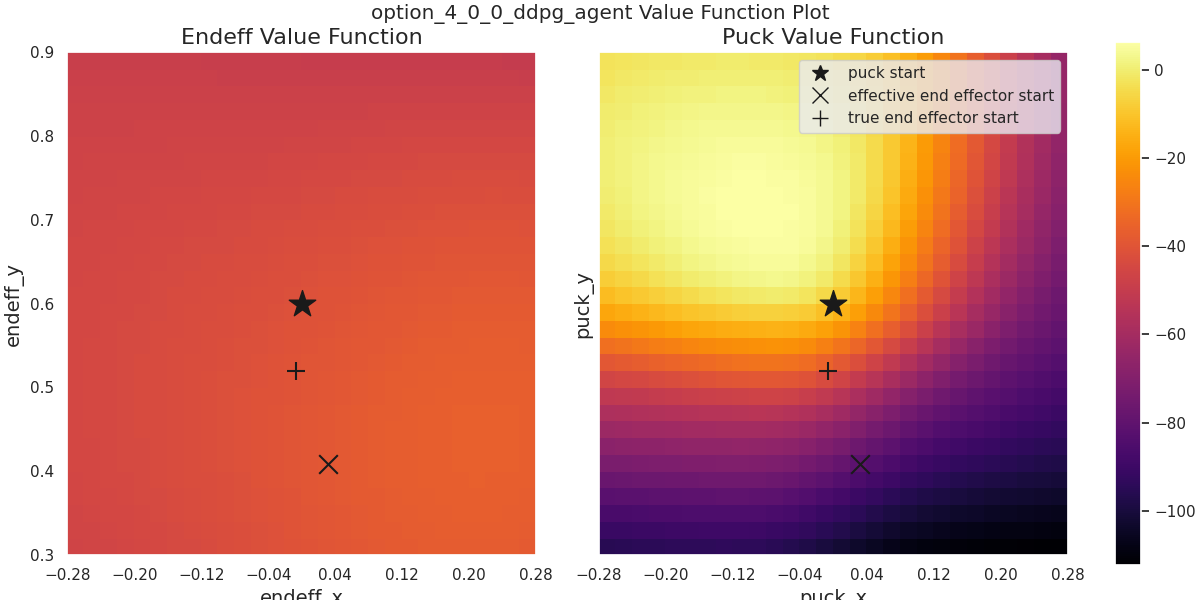 option_4_0_0_ddpg_agent Value Function Plot
Endeff Value Function
Puck Value Function
puck start
effective end effector start
true end effector start
0.9
0.8
0.7
0.6
0.5
0.4
0.3
endeff_y
−0.28 −0.20 −0.12 −0.04 0.04 0.12 0.20 0.28
endeff_x
puck_y
−0.28 −0.20 −0.12 −0.04 0.04 0.12 0.20 0.28
puck_x
0
−20
−40
−60
−80
−100